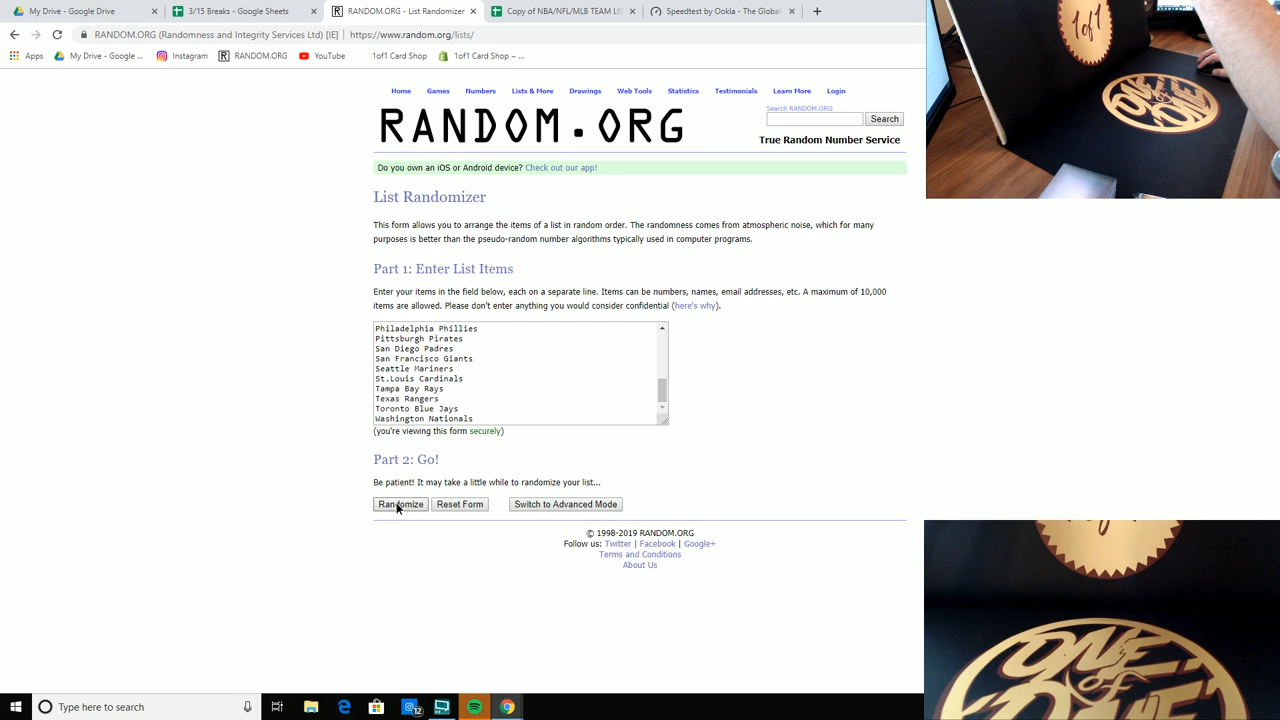 My Drive - Google Drive
3/15 Breaks - Google Sheets
RANDOM.ORG - List Randomizer
Copy of NBA/NFL/MLB TEAM LIS
Speedtest by Ookla - The Global
RANDOM.ORG (Randomness and Integrity Services Ltd) [IE] | https://www.random.org/lists/
Apps
My Drive - Google ...
Instagram
RANDOM.ORG
YouTube
1of1 Card Shop
1of1 Card Shop ~ ...
Home Games Numbers Lists & More Drawings Web Tools Statistics Testimonials Learn More Login
RANDOM.ORG
Search RANDOM.ORG
Search
True Random Number Service
Do you own an iOS or Android device? Check out our app!
List Randomizer
This form allows you to arrange the items of a list in random order. The randomness comes from atmospheric noise, which for many
purposes is better than the pseudo-random number algorithms typically used in computer programs.
Part 1: Enter List Items
Enter your items in the field below, each on a separate line. Items can be numbers, names, email addresses, etc. A maximum of 10,000
items are allowed. Please don't enter anything you would consider confidential (here's why).
Philadelphia Phillies
Pittsburgh Pirates
San Diego Padres
San Francisco Giants
Seattle Mariners
St.Louis Cardinals
Tampa Bay Rays
Texas Rangers
Toronto Blue Jays
Washington Nationals
(you're viewing this form securely)
Part 2: Go!
Be patient! It may take a little while to randomize your list...
Randomize
Reset Form
Switch to Advanced Mode
© 1998-2019 RANDOM.ORG
Follow us: Twitter | Facebook | Google+
Terms and Conditions
About Us
1of1
ONE
OF
ONE
ONE
of
ONE
Type here to search
12